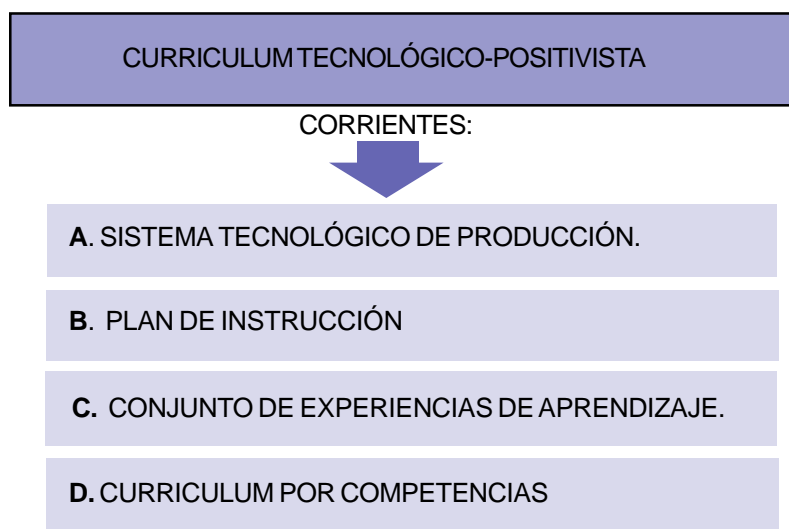 CURRICULUM TECNOLÓGICO-POSITIVISTA
CORRIENTES:
A. SISTEMA TECNOLÓGICO DE PRODUCCIÓN.
B. PLAN DE INSTRUCCIÓN
C. CONJUNTO DE EXPERIENCIAS DE APRENDIZAJE.
D. CURRICULUM POR COMPETENCIAS